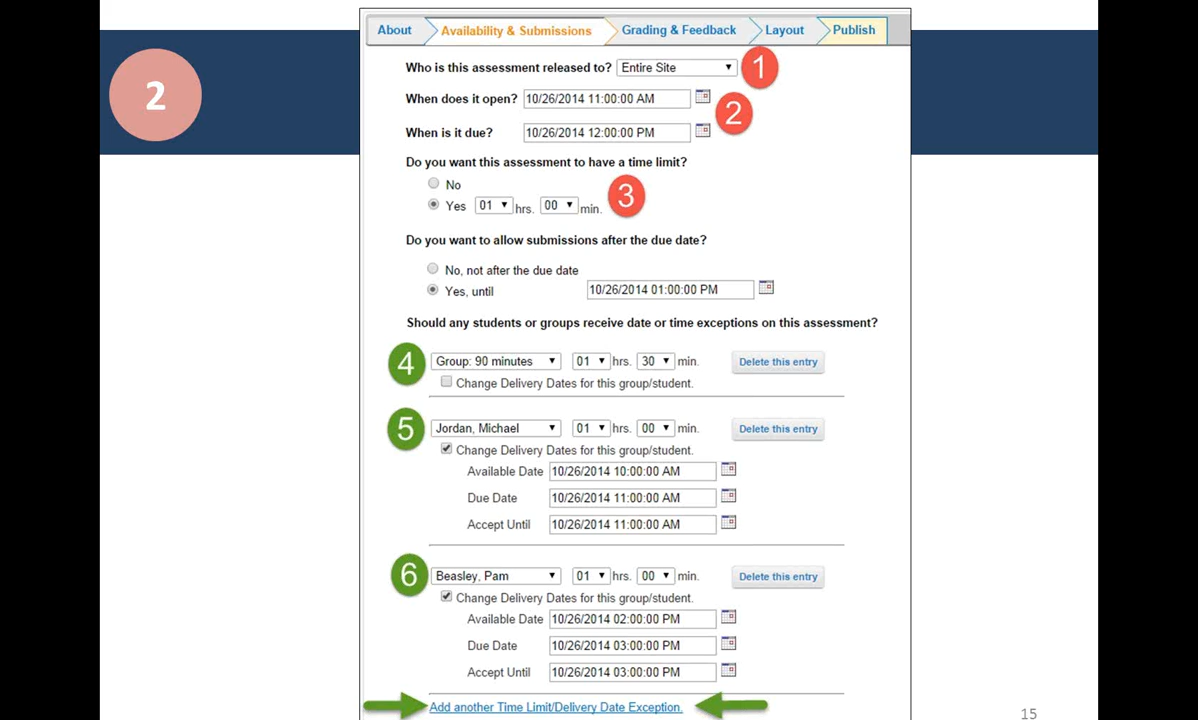 About Availability & Submissions Grading & Feedback Layout Publish
2
Who is this assessment released to? Entire Site 1
When does it open? 10/26/2014 11:00:00 AM
2
When is it due? 10/26/2014 12:00:00 PM
Do you want this assessment to have a time limit?
No
Yes 01 hrs. 00 min. 3
Do you want to allow submissions after the due date?
No, not after the due date
Yes, until 10/26/2014 01:00:00 PM
Should any students or groups receive date or time exceptions on this assessment?
4 Group: 90 minutes 01 hrs. 30 min. Delete this entry
Change Delivery Dates for this group/student.
5 Jordan, Michael 01 hrs. 00 min. Delete this entry
Change Delivery Dates for this group/student.
Available Date 10/26/2014 10:00:00 AM
Due Date 10/26/2014 11:00:00 AM
Accept Until 10/26/2014 11:00:00 AM
6 Beasley, Pam 01 hrs. 00 min. Delete this entry
Change Delivery Dates for this group/student.
Available Date 10/26/2014 02:00:00 PM
Due Date 10/26/2014 03:00:00 PM
Accept Until 10/26/2014 03:00:00 PM
Add another Time Limit/Delivery Date Exception.
15